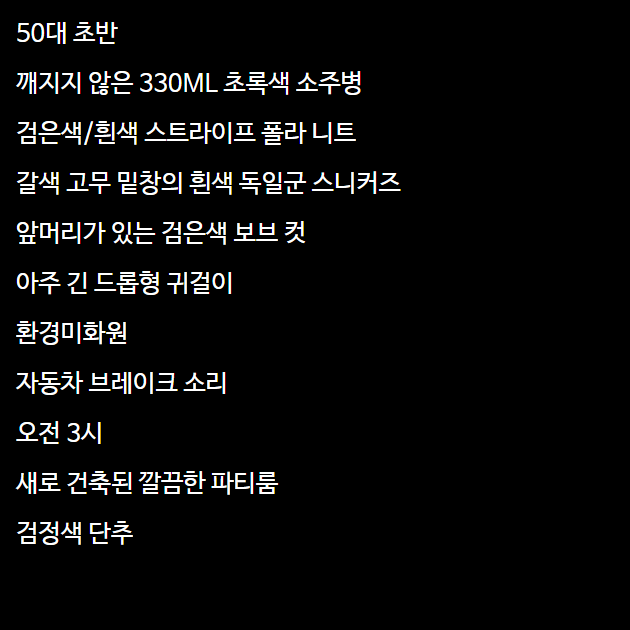 50대 초반
깨지지 않은 330ML 초록색 소주병
검은색/흰색 스트라이프 폴라 니트
갈색 고무 밑창의 흰색 독일군 스니커즈
앞머리가 있는 검은색 보브 컷
아주 긴 드롭형 귀걸이
환경미화원
자동차 브레이크 소리
오전 3시
새로 건축된 깔끔한 파티룸
검정색 단추